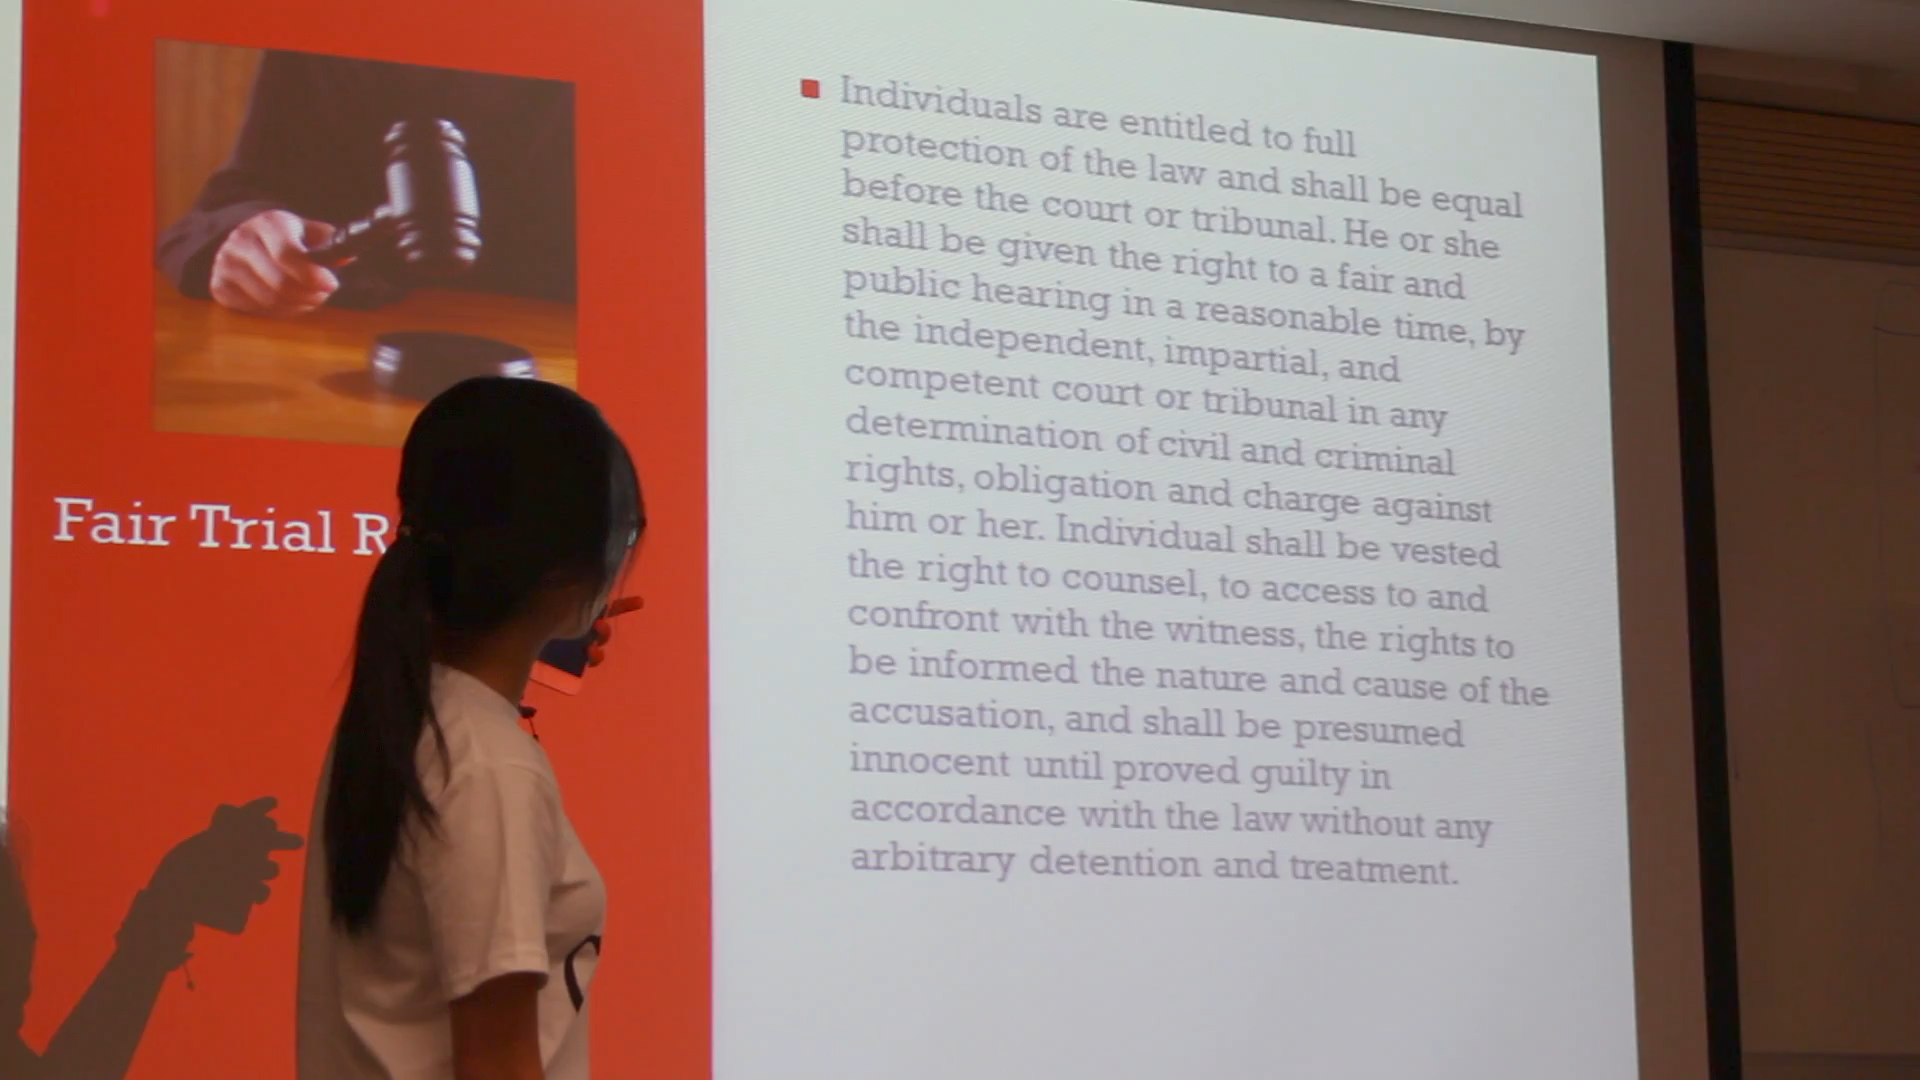 Fair Trial R
Individuals are entitled to full
protection of the law and shall be equal
before the court or tribunal. He or she
shall be given the right to a fair and
public hearing in a reasonable time, by
the independent, impartial, and
competent court or tribunal in any
determination of civil and criminal
rights, obligation and charge against
him or her. Individual shall be vested
the right to counsel, to access to and
confront with the witness, the rights to
be informed the nature and cause of the
accusation, and shall be presumed
innocent until proved guilty in
accordance with the law without any
arbitrary detention and treatment.